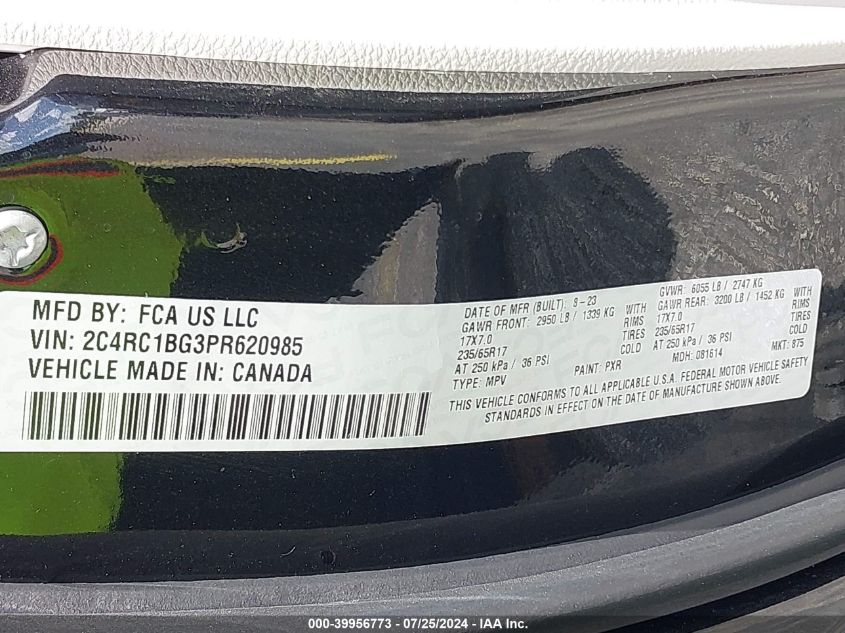 MFD BY: FCA US LLC
VIN: 2C4RC1BG3PR620985
VEHICLE MADE IN: CANADA
DATE OF MFR (BUILT): 8-23 GVWR: 6055 LB / 2747 KG
GAWR FRONT: 2950 LB / 1339 KG WITH GAWR REAR: 3200 LB / 1452 KG WITH
17X7.0 RIMS 17X7.0 RIMS
235/65R17 TIRES 235/65R17 TIRES
AT 250 kPa / 36 PSI COLD AT 250 kPa / 36 PSI COLD
TYPE: MPV PAINT: PXR MDH: 081614 MKT: 875
THIS VEHICLE CONFORMS TO ALL APPLICABLE U.S.A. FEDERAL MOTOR VEHICLE SAFETY
STANDARDS IN EFFECT ON THE DATE OF MANUFACTURE SHOWN ABOVE.
000-39956773 - 07/25/2024 - IAA Inc.